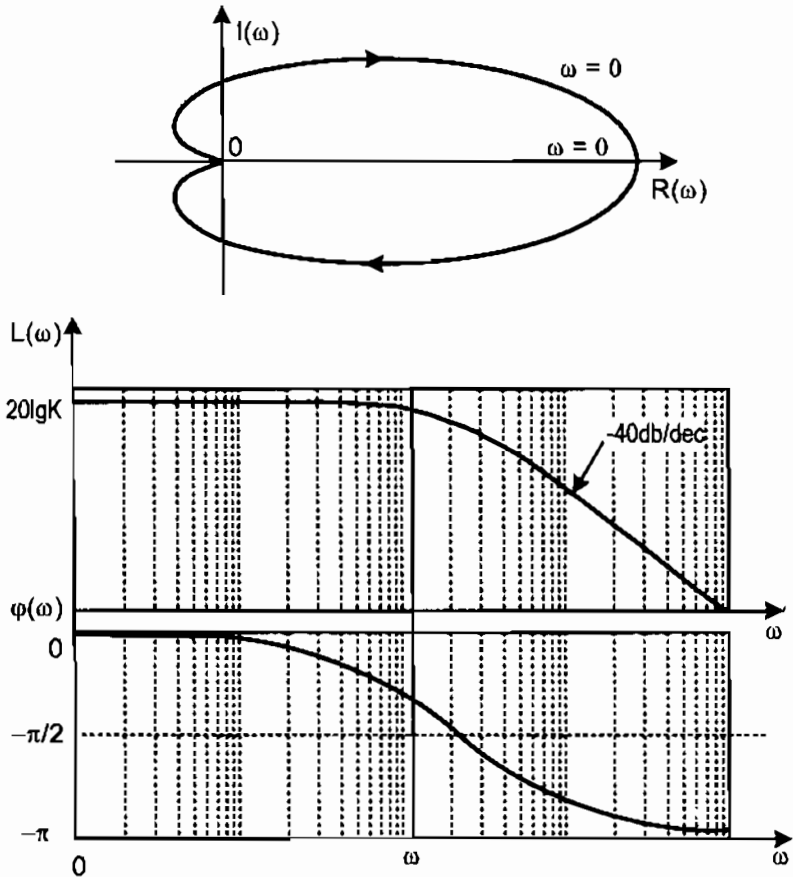 I(ω)
ω = 0
0
ω = 0
R(ω)
L(ω)
20lgK
-40db/dec
φ(ω)
ω
0
−π/2
−π
0
ω
ω